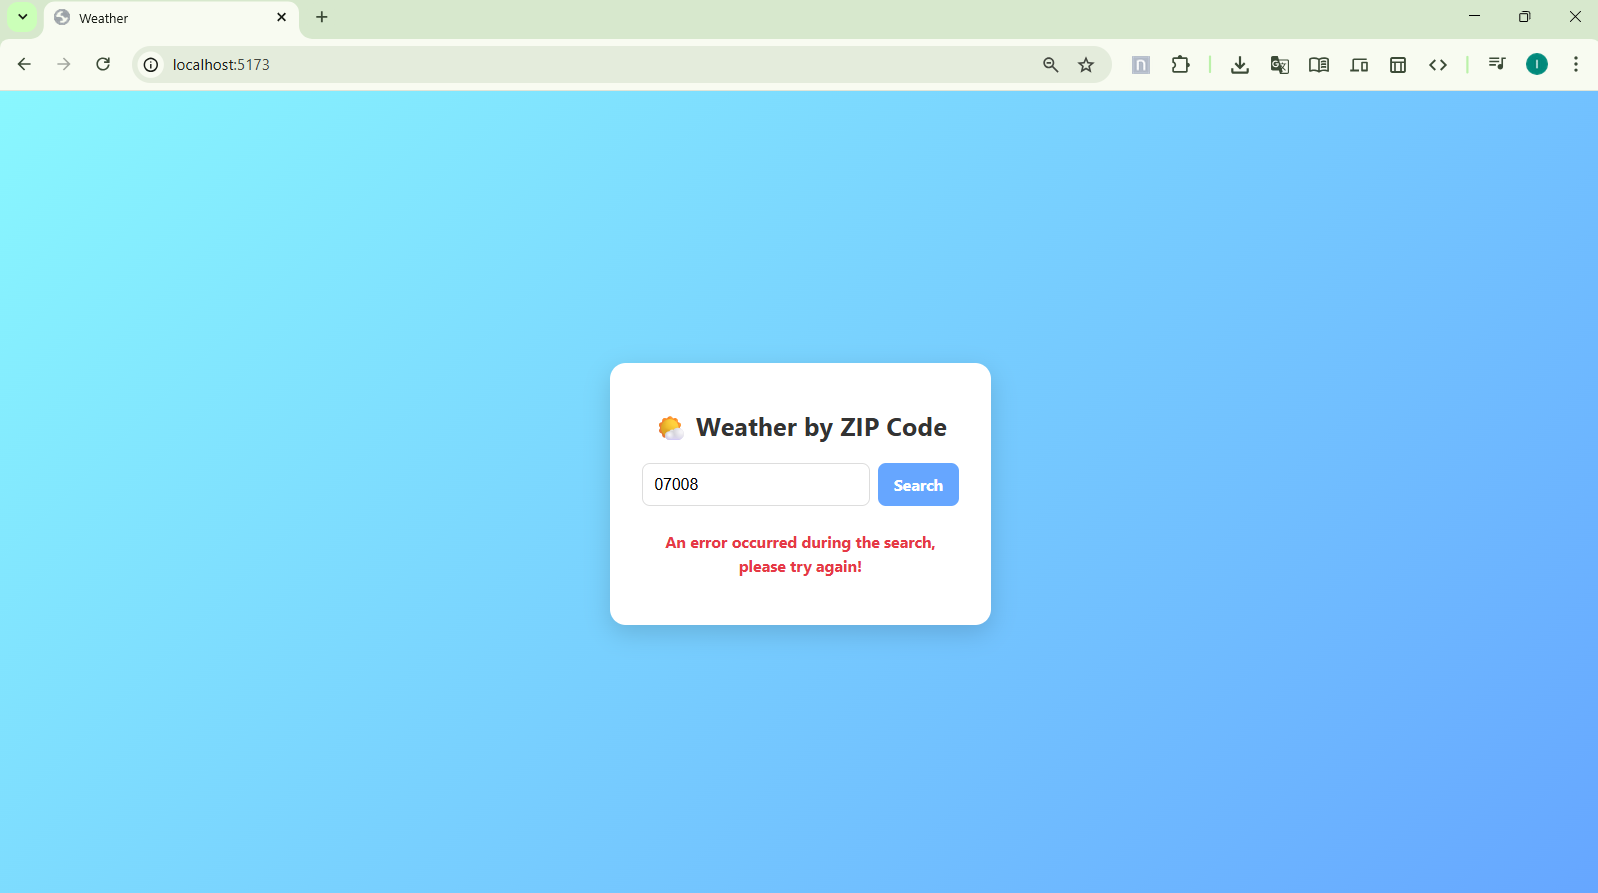 Weather
localhost:5173
n
I
Weather by ZIP Code
07008
Search
An error occurred during the search,
please try again!